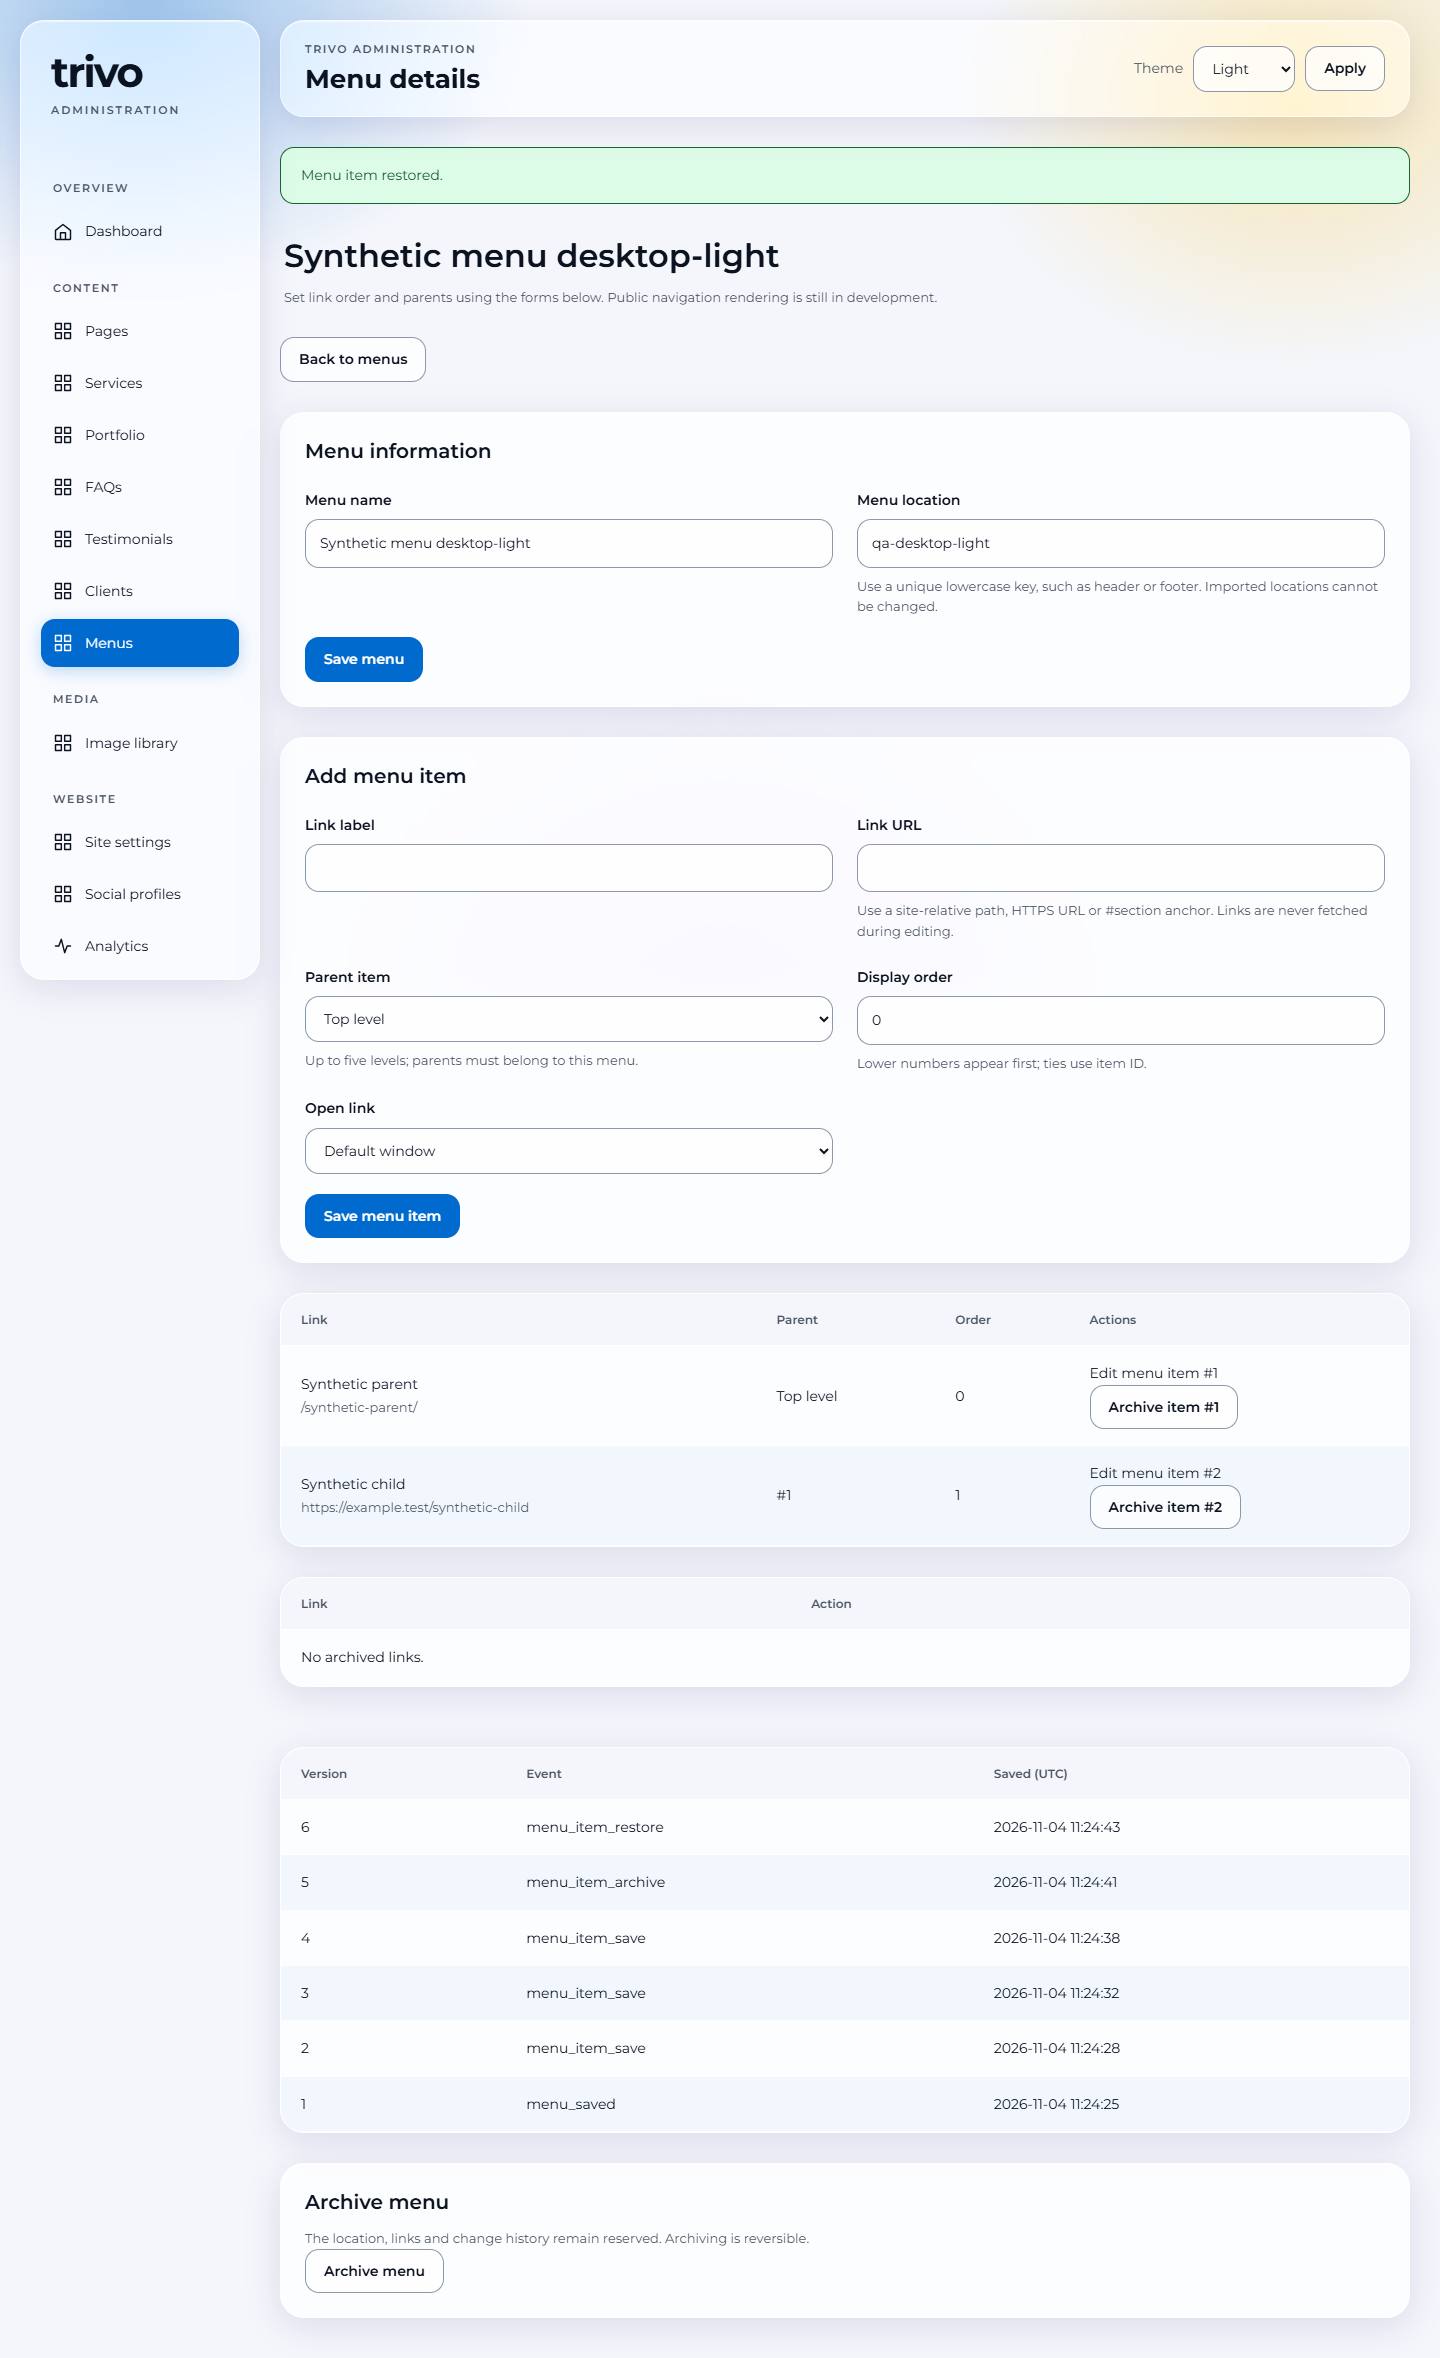 trivo
ADMINISTRATION
OVERVIEW
Dashboard
CONTENT
Pages
Services
Portfolio
FAQs
Testimonials
Clients
Menus
MEDIA
Image library
WEBSITE
Site settings
Social profiles
Analytics
TRIVO ADMINISTRATION
Menu details
Theme
Light
Apply
Menu item restored.
Synthetic menu desktop-light
Set link order and parents using the forms below. Public navigation rendering is still in development.
Back to menus
Menu information
Menu name
Menu location
Synthetic menu desktop-light
qa-desktop-light
Use a unique lowercase key, such as header or footer. Imported locations cannot
be changed.
Save menu
Add menu item
Link label
Link URL
Use a site-relative path, HTTPS URL or #section anchor. Links are never fetched
during editing.
Parent item
Display order
Top level
0
Up to five levels; parents must belong to this menu.
Lower numbers appear first; ties use item ID.
Open link
Default window
Save menu item
Link Parent Order Actions
Synthetic parent
/synthetic-parent/
Top level
0
Edit menu item #1
Archive item #1
Synthetic child
https://example.test/synthetic-child
#1
1
Edit menu item #2
Archive item #2
Link Action
No archived links.
Version Event Saved (UTC)
6 menu_item_restore 2026-11-04 11:24:43
5 menu_item_archive 2026-11-04 11:24:41
4 menu_item_save 2026-11-04 11:24:38
3 menu_item_save 2026-11-04 11:24:32
2 menu_item_save 2026-11-04 11:24:28
1 menu_saved 2026-11-04 11:24:25
Archive menu
The location, links and change history remain reserved. Archiving is reversible.
Archive menu